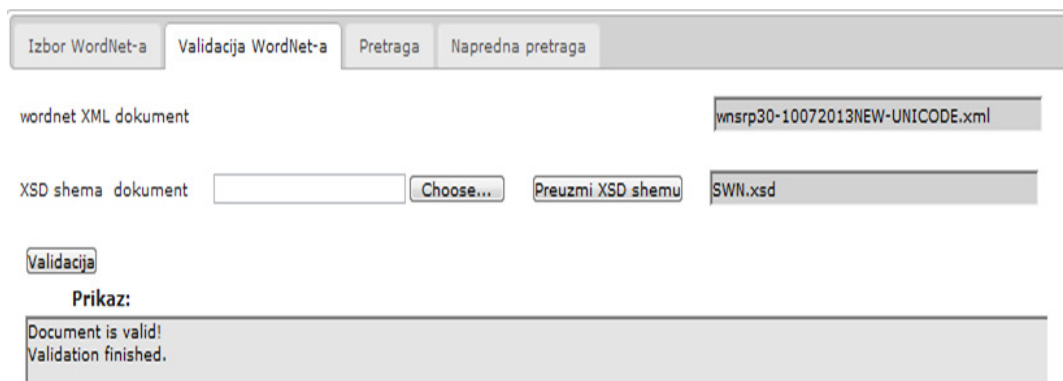 Izbor WordNet-a Validacija WordNet-a Pretraga Napredna pretraga
wordnet XML dokument wnsrp30-10072013NEW-UNICODE.xml
XSD shema dokument Choose... Preuzmi XSD shemu SWN.xsd
Validacija
Prikaz:
Document is valid!
Validation finished.